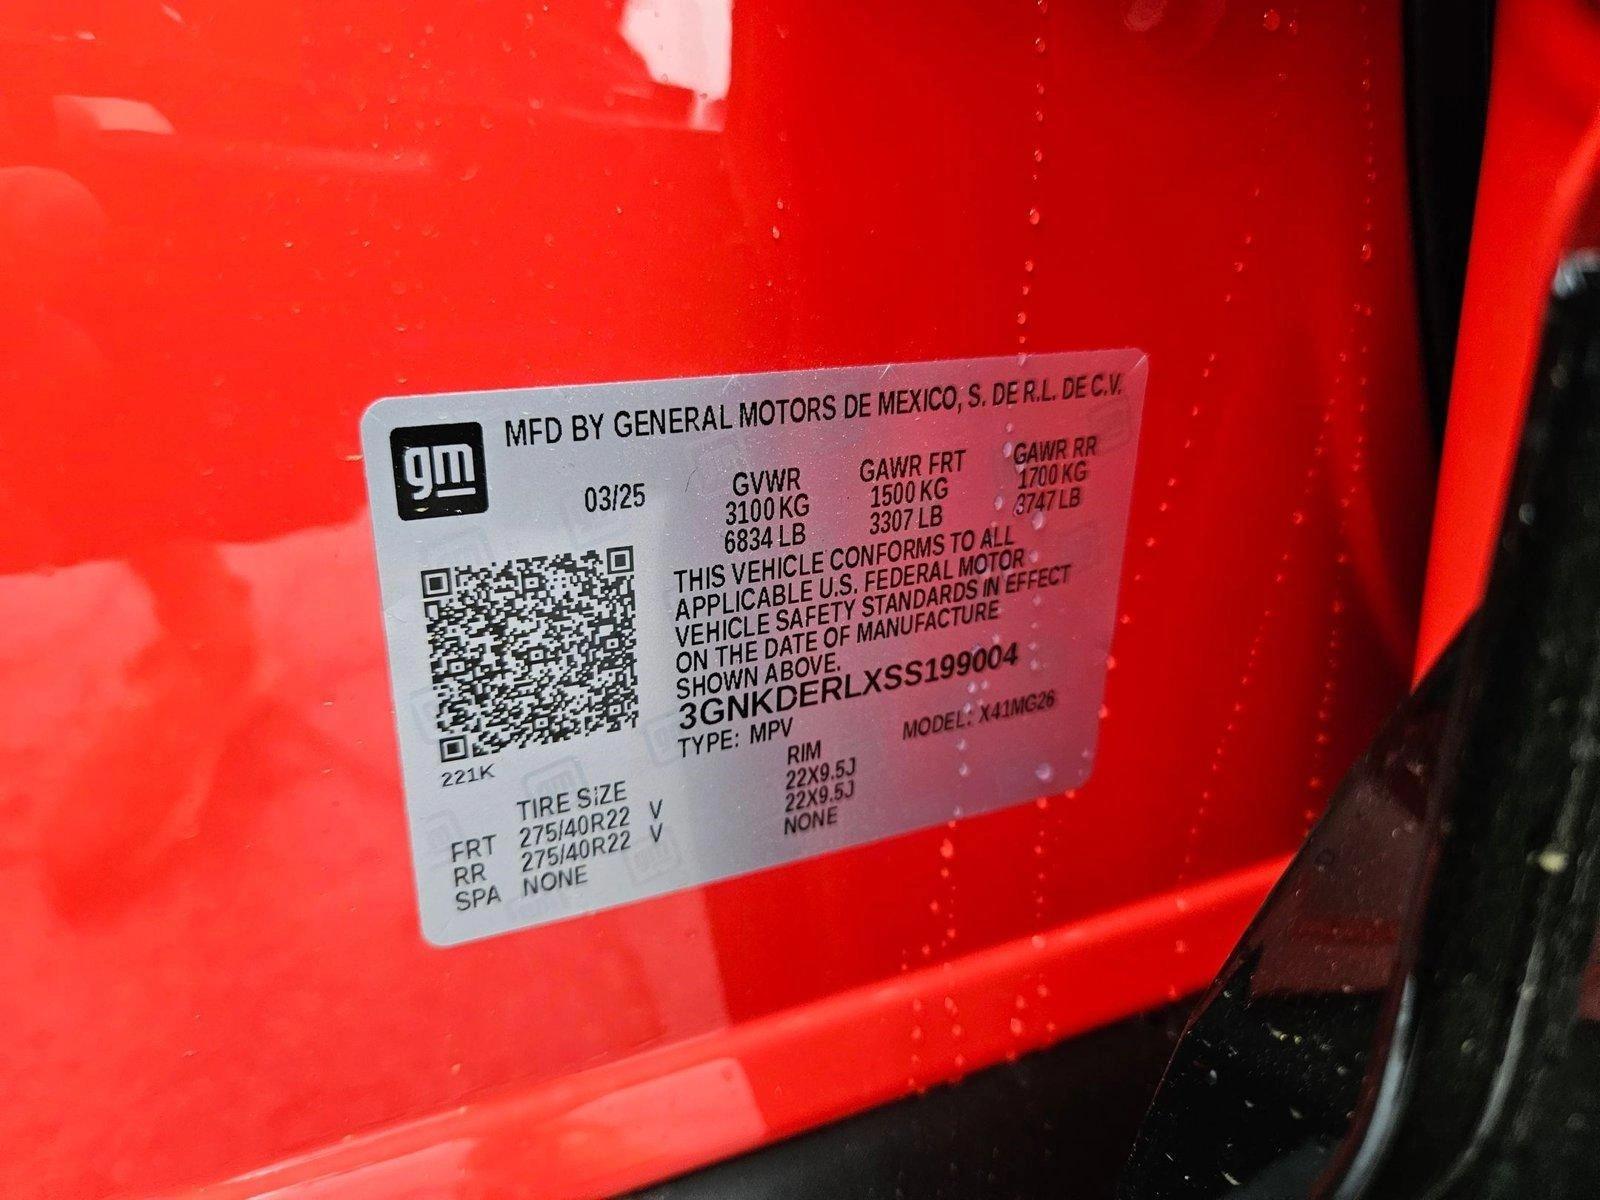 gm
MFD BY GENERAL MOTORS DE MEXICO, S. DE R.L. DE C.V.
03/25
GVWR GAWR FRT GAWR RR
3100 KG 1500 KG 1700 KG
6834 LB 3307 LB 3747 LB
THIS VEHICLE CONFORMS TO ALL
APPLICABLE U.S. FEDERAL MOTOR
VEHICLE SAFETY STANDARDS IN EFFECT
ON THE DATE OF MANUFACTURE
SHOWN ABOVE.
3GNKDERLXSS199004
TYPE: MPV MODEL: X41MG26
221K
TIRE SIZE RIM
FRT 275/40R22 V 22X9.5J
RR 275/40R22 V 22X9.5J
SPA NONE NONE